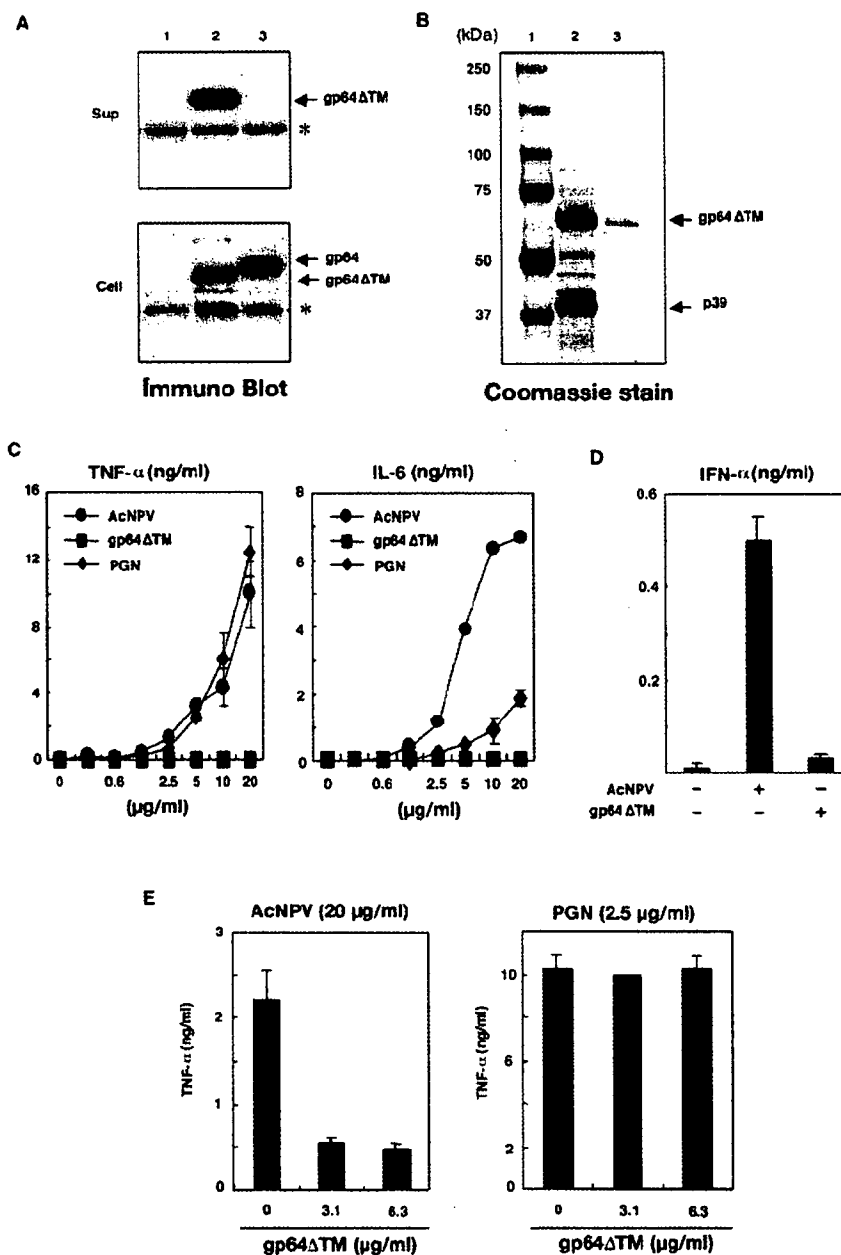 A
1 2 3
Sup
gp64ΔTM
*
Cell
gp64
gp64ΔTM
*
Immuno Blot
B
(kDa) 1 2 3
250
150
100
75
50
37
gp64ΔTM
p39
Coomassie stain
C
TNF-α (ng/ml)
16
12
8
4
0
AcNPV
gp64ΔTM
PGN
0 0.6 2.5 5 10 20
(µg/ml)
IL-6 (ng/ml)
8
6
4
2
0
AcNPV
gp64ΔTM
PGN
0 0.6 2.5 5 10 20
(µg/ml)
D
IFN-α(ng/ml)
0.6
0.4
0.2
AcNPV − + −
gp64ΔTM − − +
E
AcNPV (20 µg/ml)
TNF-α (ng/ml)
3
2
1
0
0 3.1 6.3
gp64ΔTM (µg/ml)
PGN (2.5 µg/ml)
TNF-α (ng/ml)
10
6
2
0
0 3.1 6.3
gp64ΔTM (µg/ml)